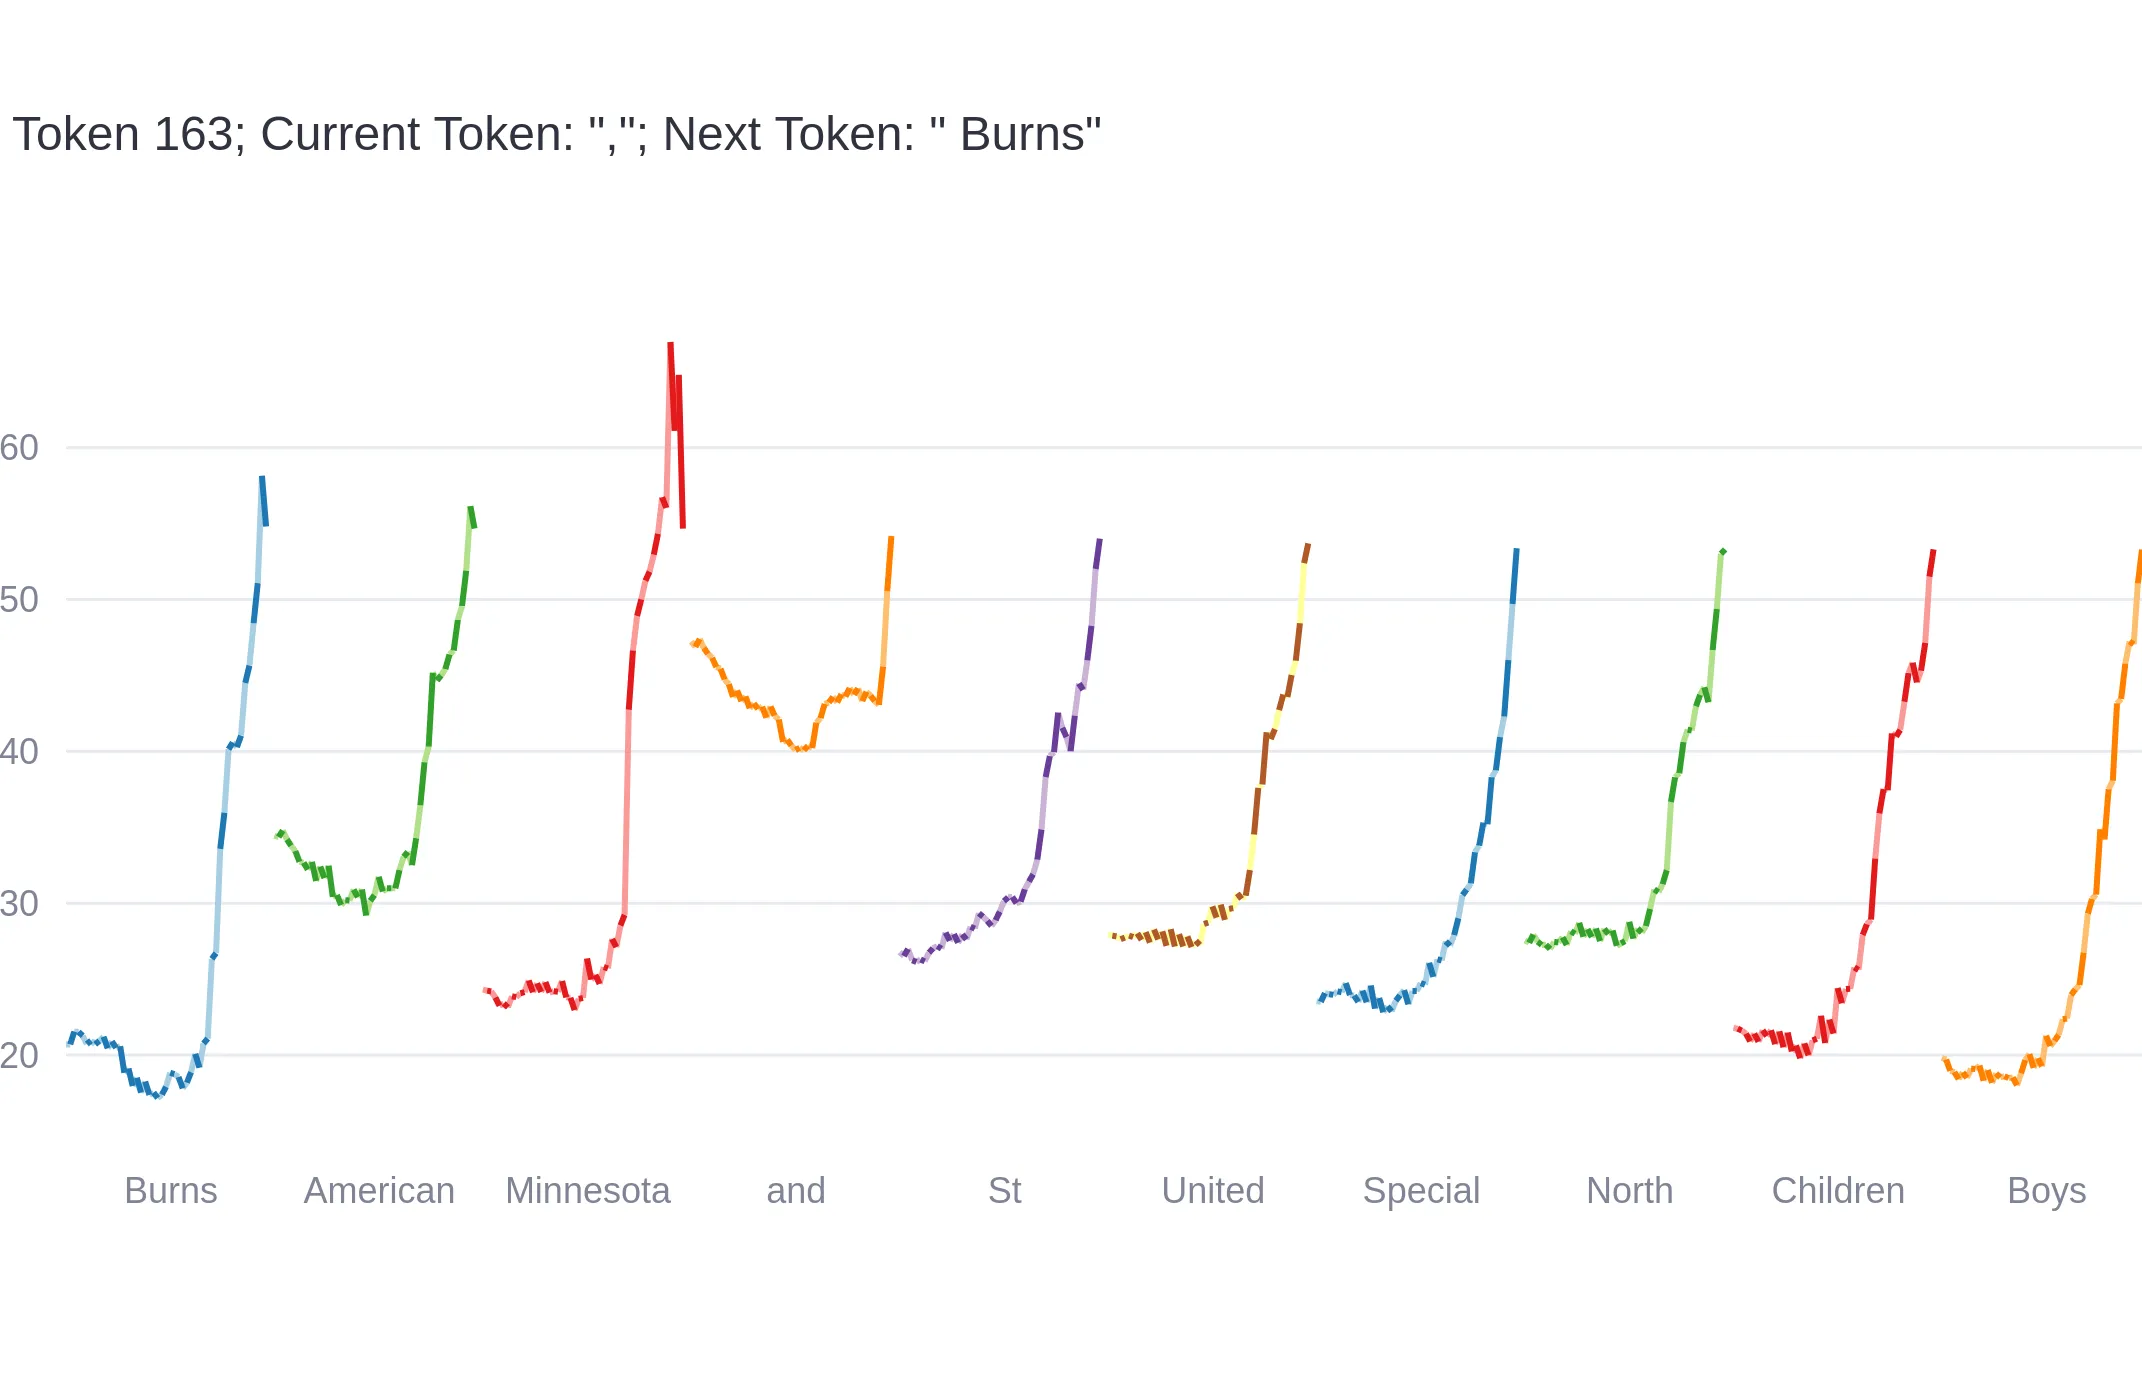 Token 163; Current Token: ","; Next Token: " Burns"
60
50
40
30
20
Burns American Minnesota and St United Special North Children Boys